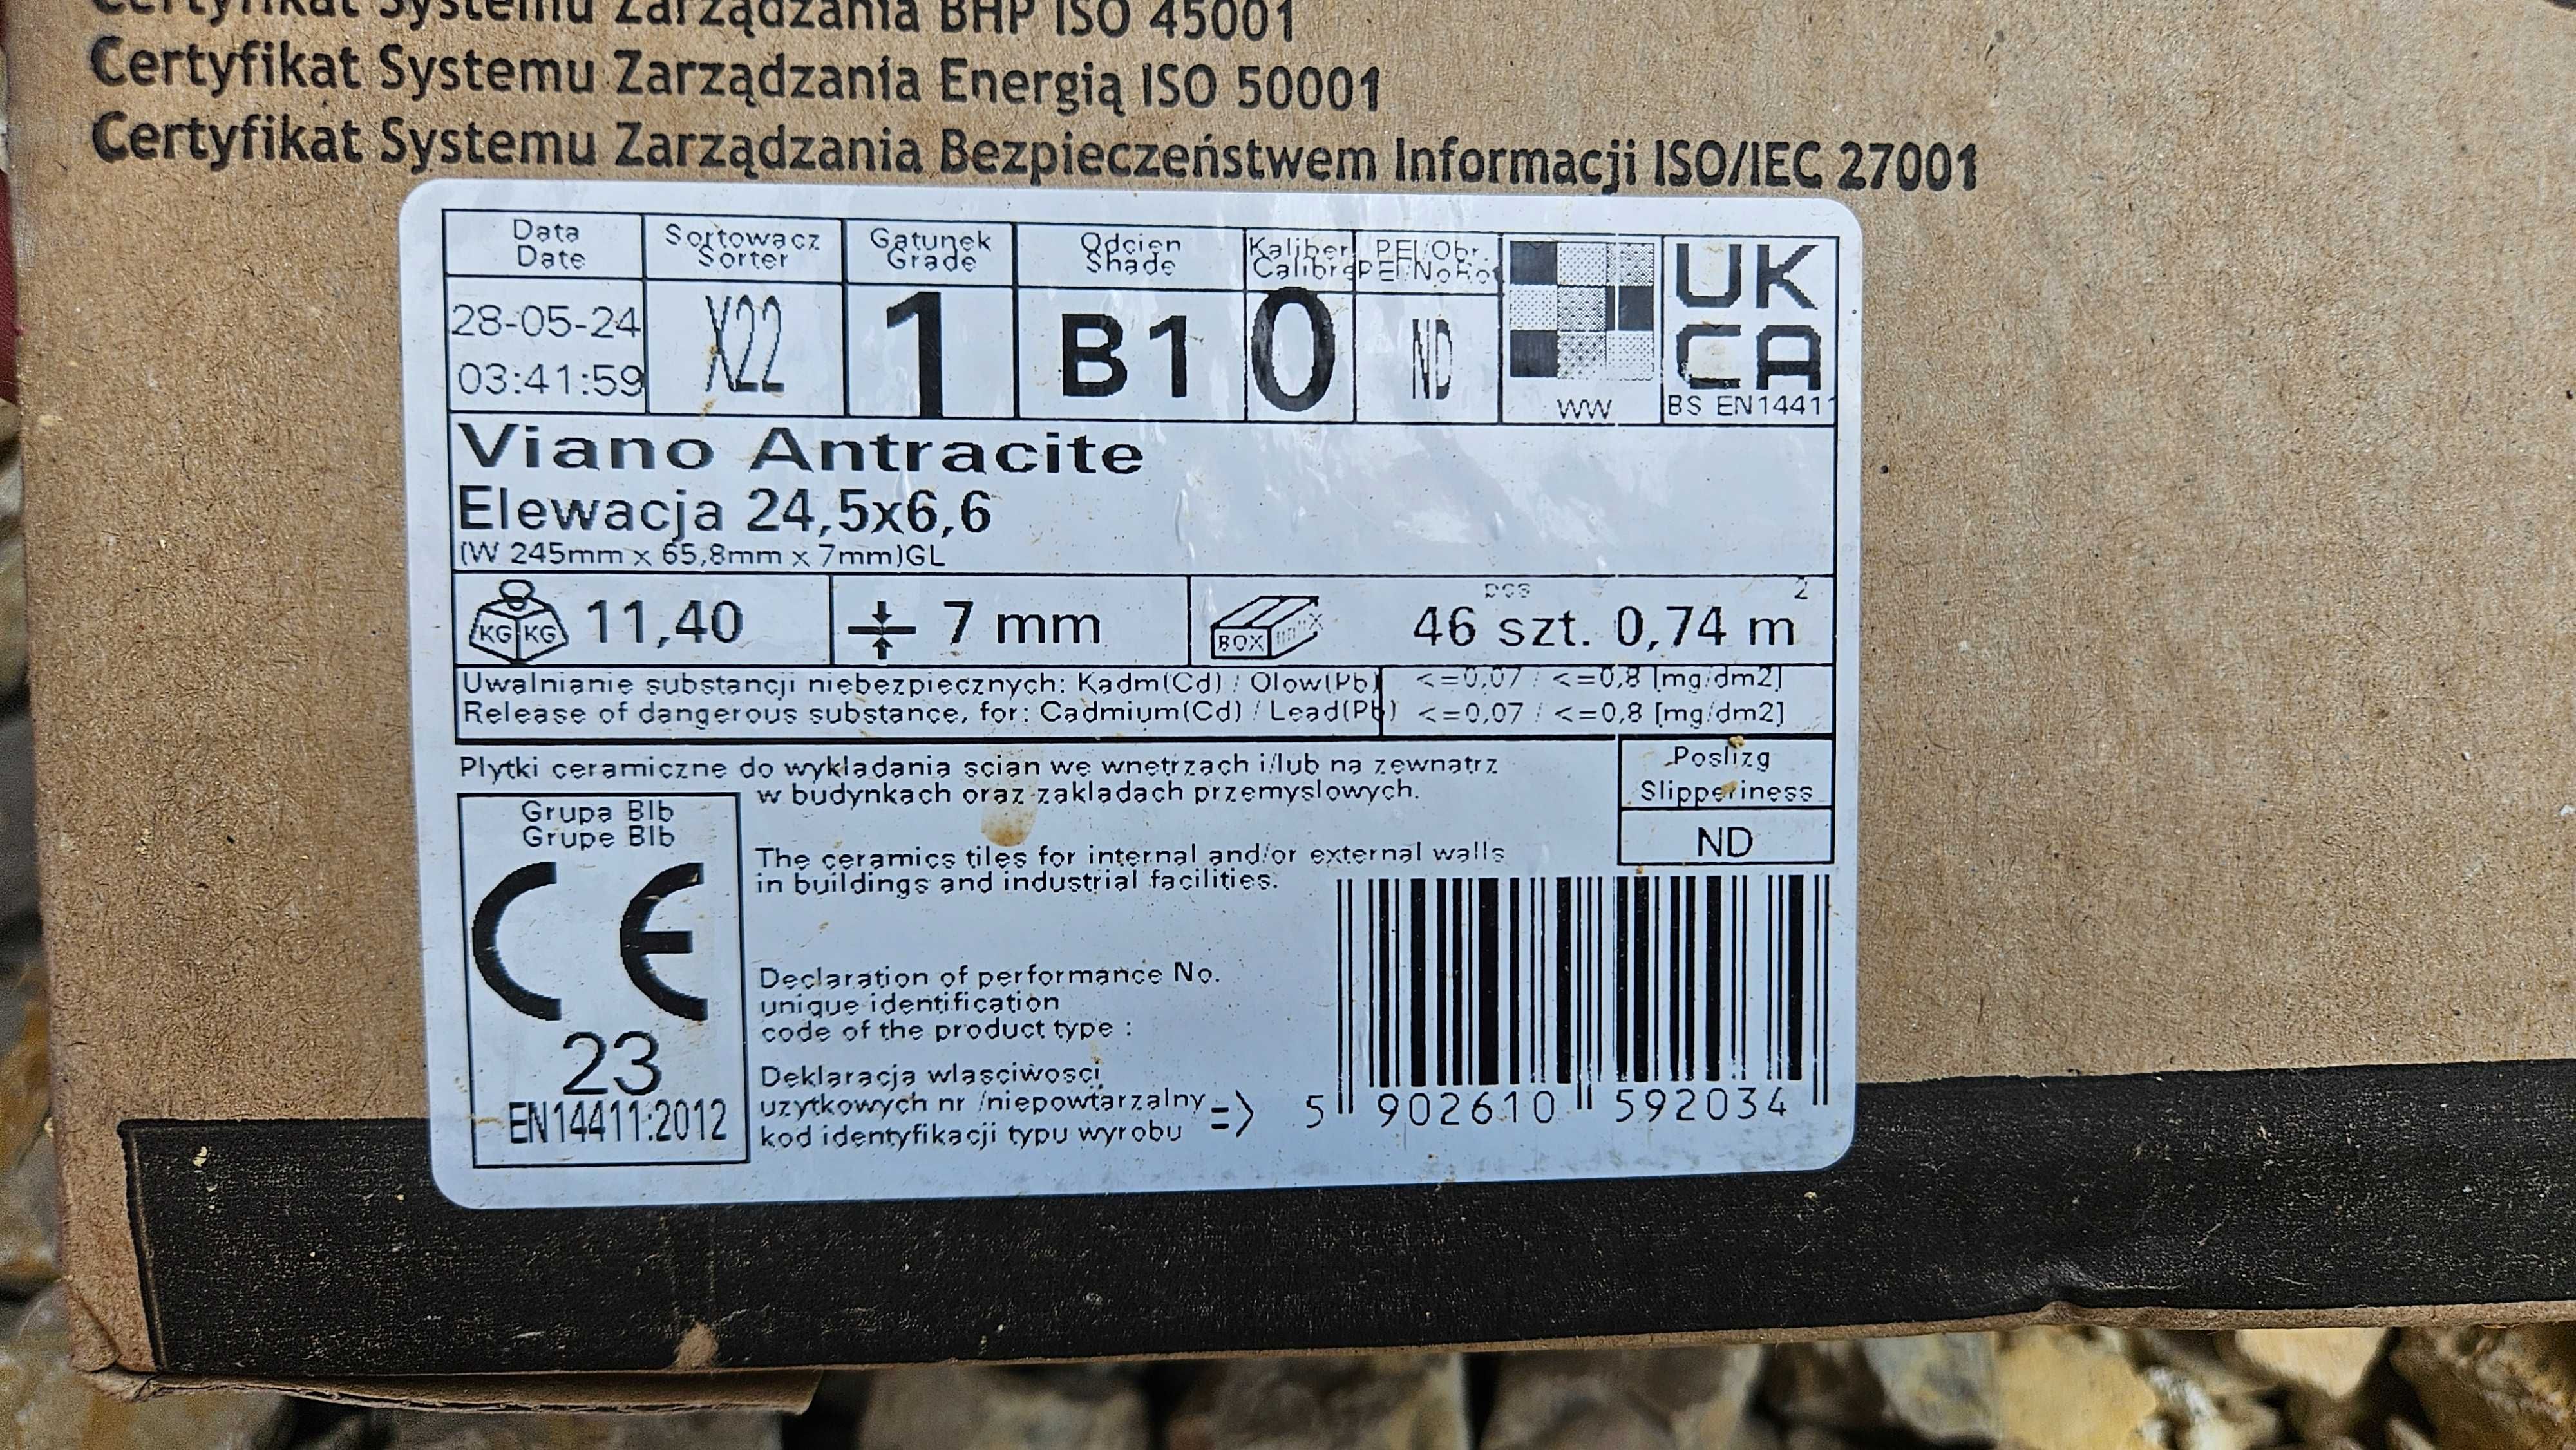 Certyfikat Systemu Zarządzania BHP ISO 45001
Certyfikat Systemu Zarządzania Energią ISO 50001
Certyfikat Systemu Zarządzania Bezpieczeństwem Informacji ISO/IEC 27001
Data
Date
28-05-24
03:41:59
Sortowacz
Sorter
X22
Gatunek
Grade
1
Odcien
Shade
B1
Kaliber
Calibre
0
PEI/Obr.
ND
WW
UK
CA
BS EN14411
Viano Antracite
Elewacja 24,5x6,6
(W 245mm x 65,8mm x 7mm)GL
KG KG 11,40
7 mm
BOX
pcs
46 szt. 0,74 m2
Uwalnianie substancji niebezpiecznych: Kadm(Cd) / Olow(Pb) <=0,07 / <=0,8 [mg/dm2]
Release of dangerous substance, for: Cadmium(Cd) / Lead(Pb) <=0,07 / <=0,8 [mg/dm2]
Plytki ceramiczne do wykladania scian we wnetrzach i/lub na zewnatrz
w budynkach oraz zakladach przemyslowych.
Poslizg
Slipperiness
ND
Grupa BIb
Grupe BIb
CE
23
EN14411:2012
The ceramics tiles for internal and/or external walls
in buildings and industrial facilities.
Declaration of performance No.
unique identification
code of the product type :
Deklaracja wlasciwosci
uzytkowych nr /niepowtarzalny
kod identyfikacji typu wyrobu
=> 5 902610 592034